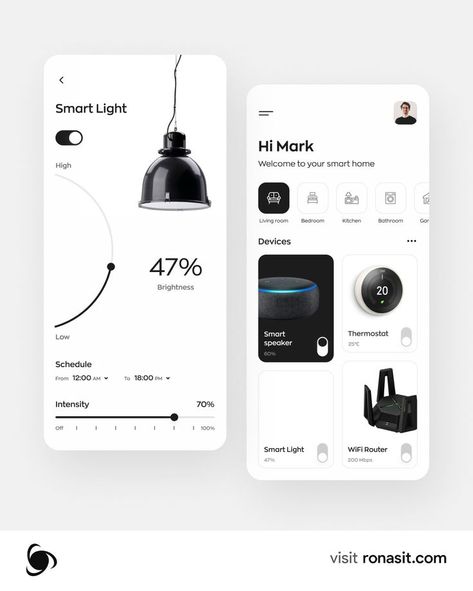 Smart Light
High
47%
Brightness
Low
Schedule
From 12:00 AM To 18:00 PM
Intensity 70%
Off 100%
Hi Mark
Welcome to your smart home
Living room Bedroom Kitchen Bathroom Gar
Devices
20
Smart speaker
60%
Thermostat
25°C
Smart Light
47%
WiFi Router
200 Mbps
visit ronasit.com